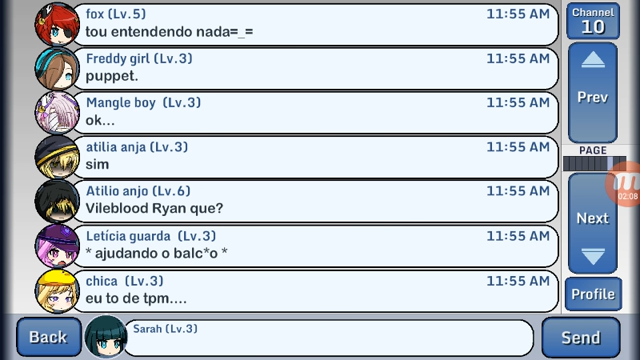 fox (Lv.5) 11:55 AM
tou entendendo nada=_=
Freddy girl (Lv.3) 11:55 AM
puppet.
Mangle boy (Lv.3) 11:55 AM
ok...
atilia anja (Lv.3) 11:55 AM
sim
Atilio anjo (Lv.6) 11:55 AM
Vileblood Ryan que?
Letícia guarda (Lv.3) 11:55 AM
* ajudando o balc*o *
chica (Lv.3) 11:55 AM
eu to de tpm....
Channel
10
Prev
PAGE
02:08
Next
Profile
Back
Sarah (Lv.3)
Send